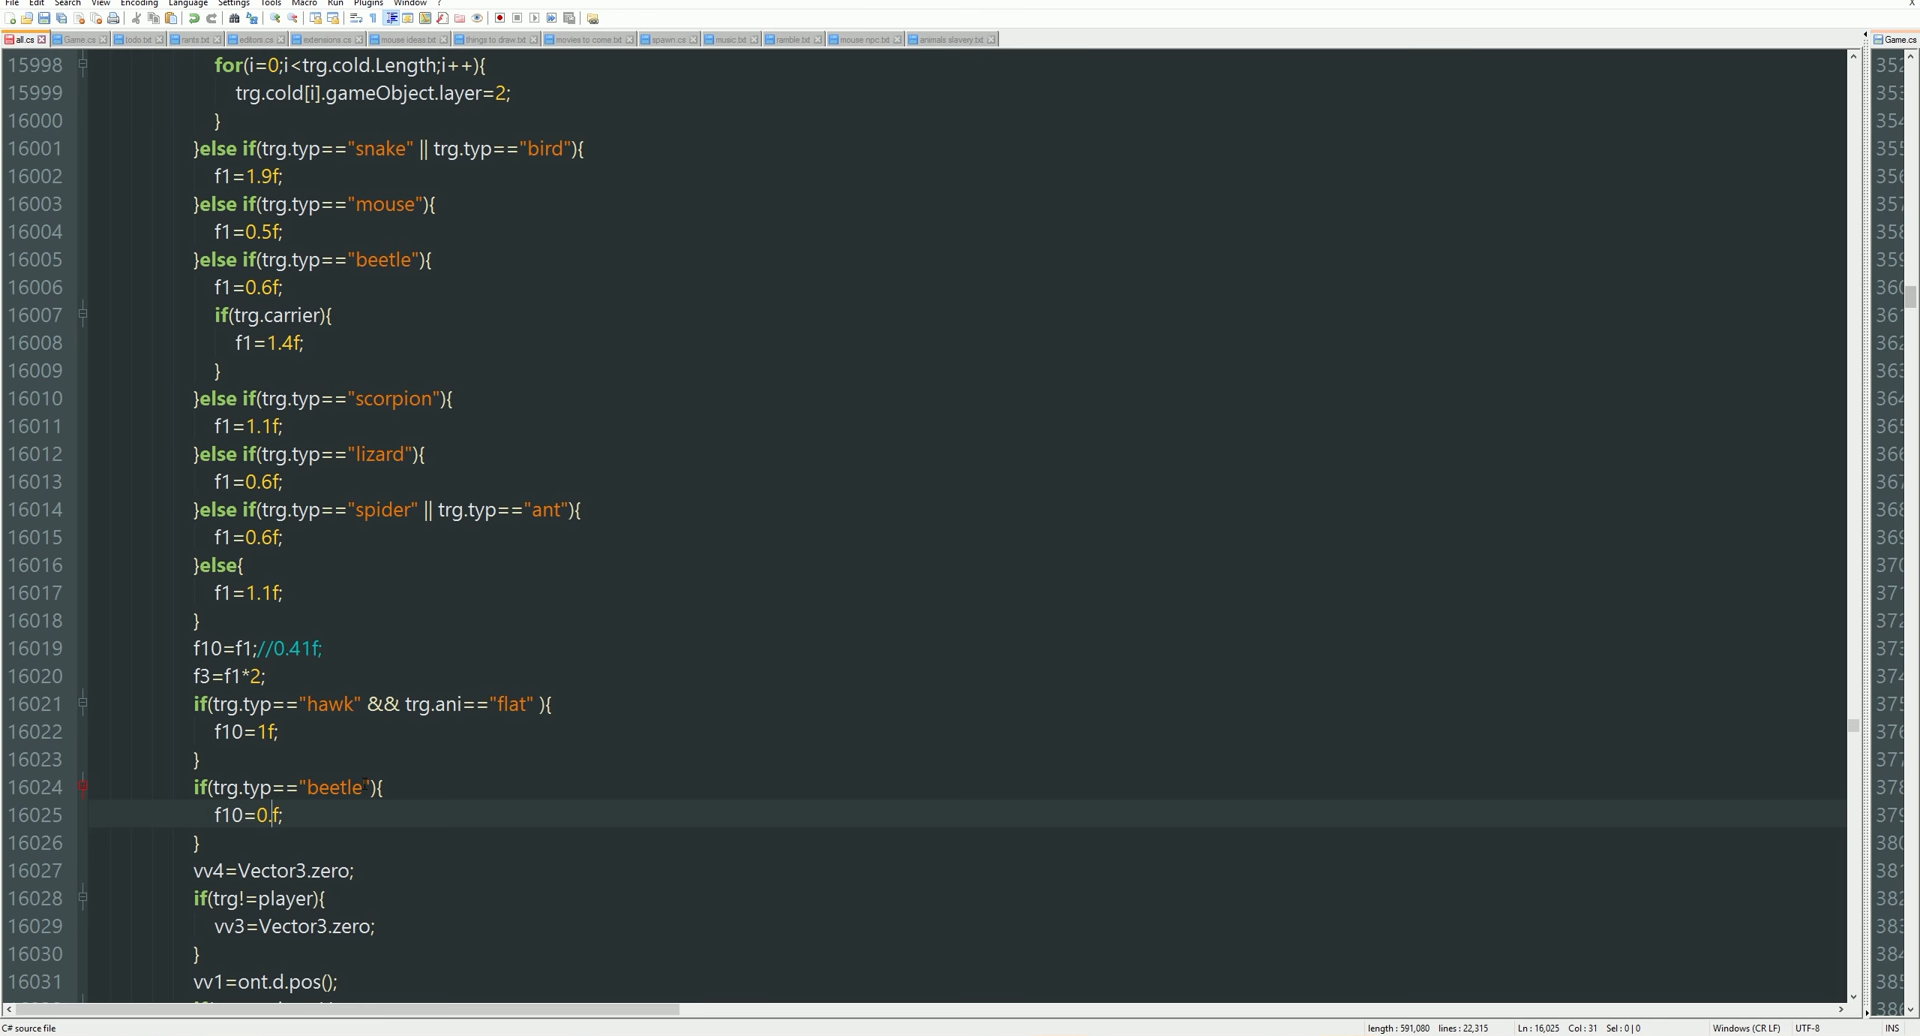 File Edit Search View Encoding Language Settings Tools Macro Run Plugins Window ? X
all.cs Game.cs todo.txt rants.txt editors.cs extensions.cs mouse ideas.txt things to draw.txt movies to come.txt spawn.cs music.txt ramble.txt mouse npc.txt animals slavery.txt Game.cs
15998 for(i=0;i<trg.cold.Length;i++){
15999 trg.cold[i].gameObject.layer=2;
16000 }
16001 }else if(trg.typ=="snake" || trg.typ=="bird"){
16002 f1=1.9f;
16003 }else if(trg.typ=="mouse"){
16004 f1=0.5f;
16005 }else if(trg.typ=="beetle"){
16006 f1=0.6f;
16007 if(trg.carrier){
16008 f1=1.4f;
16009 }
16010 }else if(trg.typ=="scorpion"){
16011 f1=1.1f;
16012 }else if(trg.typ=="lizard"){
16013 f1=0.6f;
16014 }else if(trg.typ=="spider" || trg.typ=="ant"){
16015 f1=0.6f;
16016 }else{
16017 f1=1.1f;
16018 }
16019 f10=f1;//0.41f;
16020 f3=f1*2;
16021 if(trg.typ=="hawk" && trg.ani=="flat" ){
16022 f10=1f;
16023 }
16024 if(trg.typ=="beetle"){
16025 f10=0.f;
16026 }
16027 vv4=Vector3.zero;
16028 if(trg!=player){
16029 vv3=Vector3.zero;
16030 }
16031 vv1=ont.d.pos();
C# source file length : 591,080 lines : 22,315 Ln : 16,025 Col : 31 Sel : 0 | 0 Windows (CR LF) UTF-8 INS